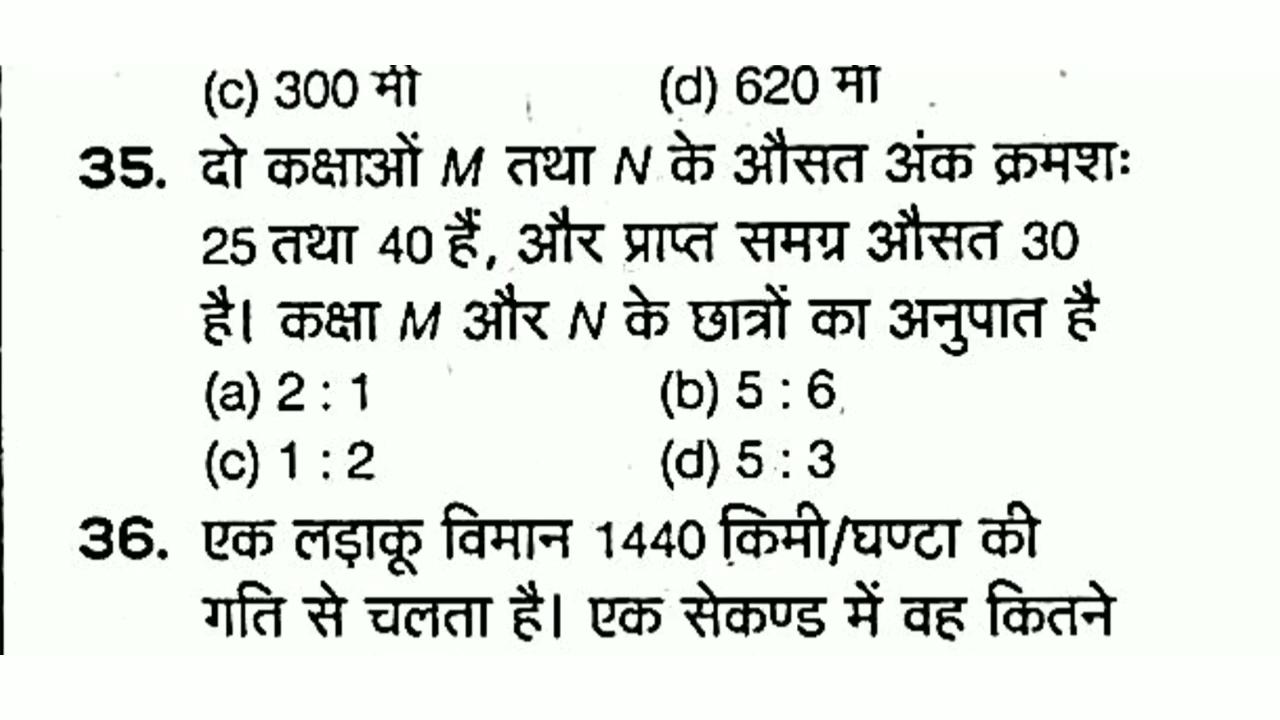 (c) 300 मी (d) 620 मी
35. दो कक्षाओं M तथा N के औसत अंक क्रमशः
25 तथा 40 हैं, और प्राप्त समग्र औसत 30
है। कक्षा M और N के छात्रों का अनुपात है
(a) 2 : 1 (b) 5 : 6
(c) 1 : 2 (d) 5 : 3
36. एक लड़ाकू विमान 1440 किमी/घण्टा की
गति से चलता है। एक सेकण्ड में वह कितने